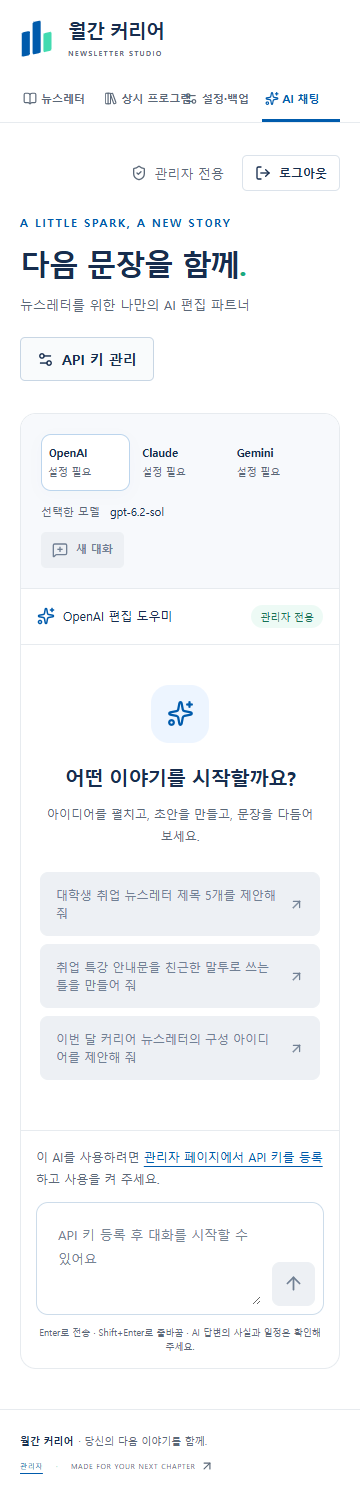 월간 커리어
NEWSLETTER STUDIO
뉴스레터
상시 프로그램
설정·백업
AI 채팅
관리자 전용
로그아웃
A LITTLE SPARK, A NEW STORY
다음 문장을 함께.
뉴스레터를 위한 나만의 AI 편집 파트너
API 키 관리
OpenAI
설정 필요
Claude
설정 필요
Gemini
설정 필요
선택한 모델 gpt-6.2-sol
새 대화
OpenAI 편집 도우미
관리자 전용
어떤 이야기를 시작할까요?
아이디어를 펼치고, 초안을 만들고, 문장을 다듬어
보세요.
대학생 취업 뉴스레터 제목 5개를 제안해
줘
취업 특강 안내문을 친근한 말투로 쓰는
틀을 만들어 줘
이번 달 커리어 뉴스레터의 구성 아이디
어를 제안해 줘
이 AI를 사용하려면 관리자 페이지에서 API 키를 등록
하고 사용을 켜 주세요.
API 키 등록 후 대화를 시작할 수
있어요
Enter로 전송 · Shift+Enter로 줄바꿈 · AI 답변의 사실과 일정은 확인해
주세요.
월간 커리어 · 당신의 다음 이야기를 함께.
관리자 · MADE FOR YOUR NEXT CHAPTER